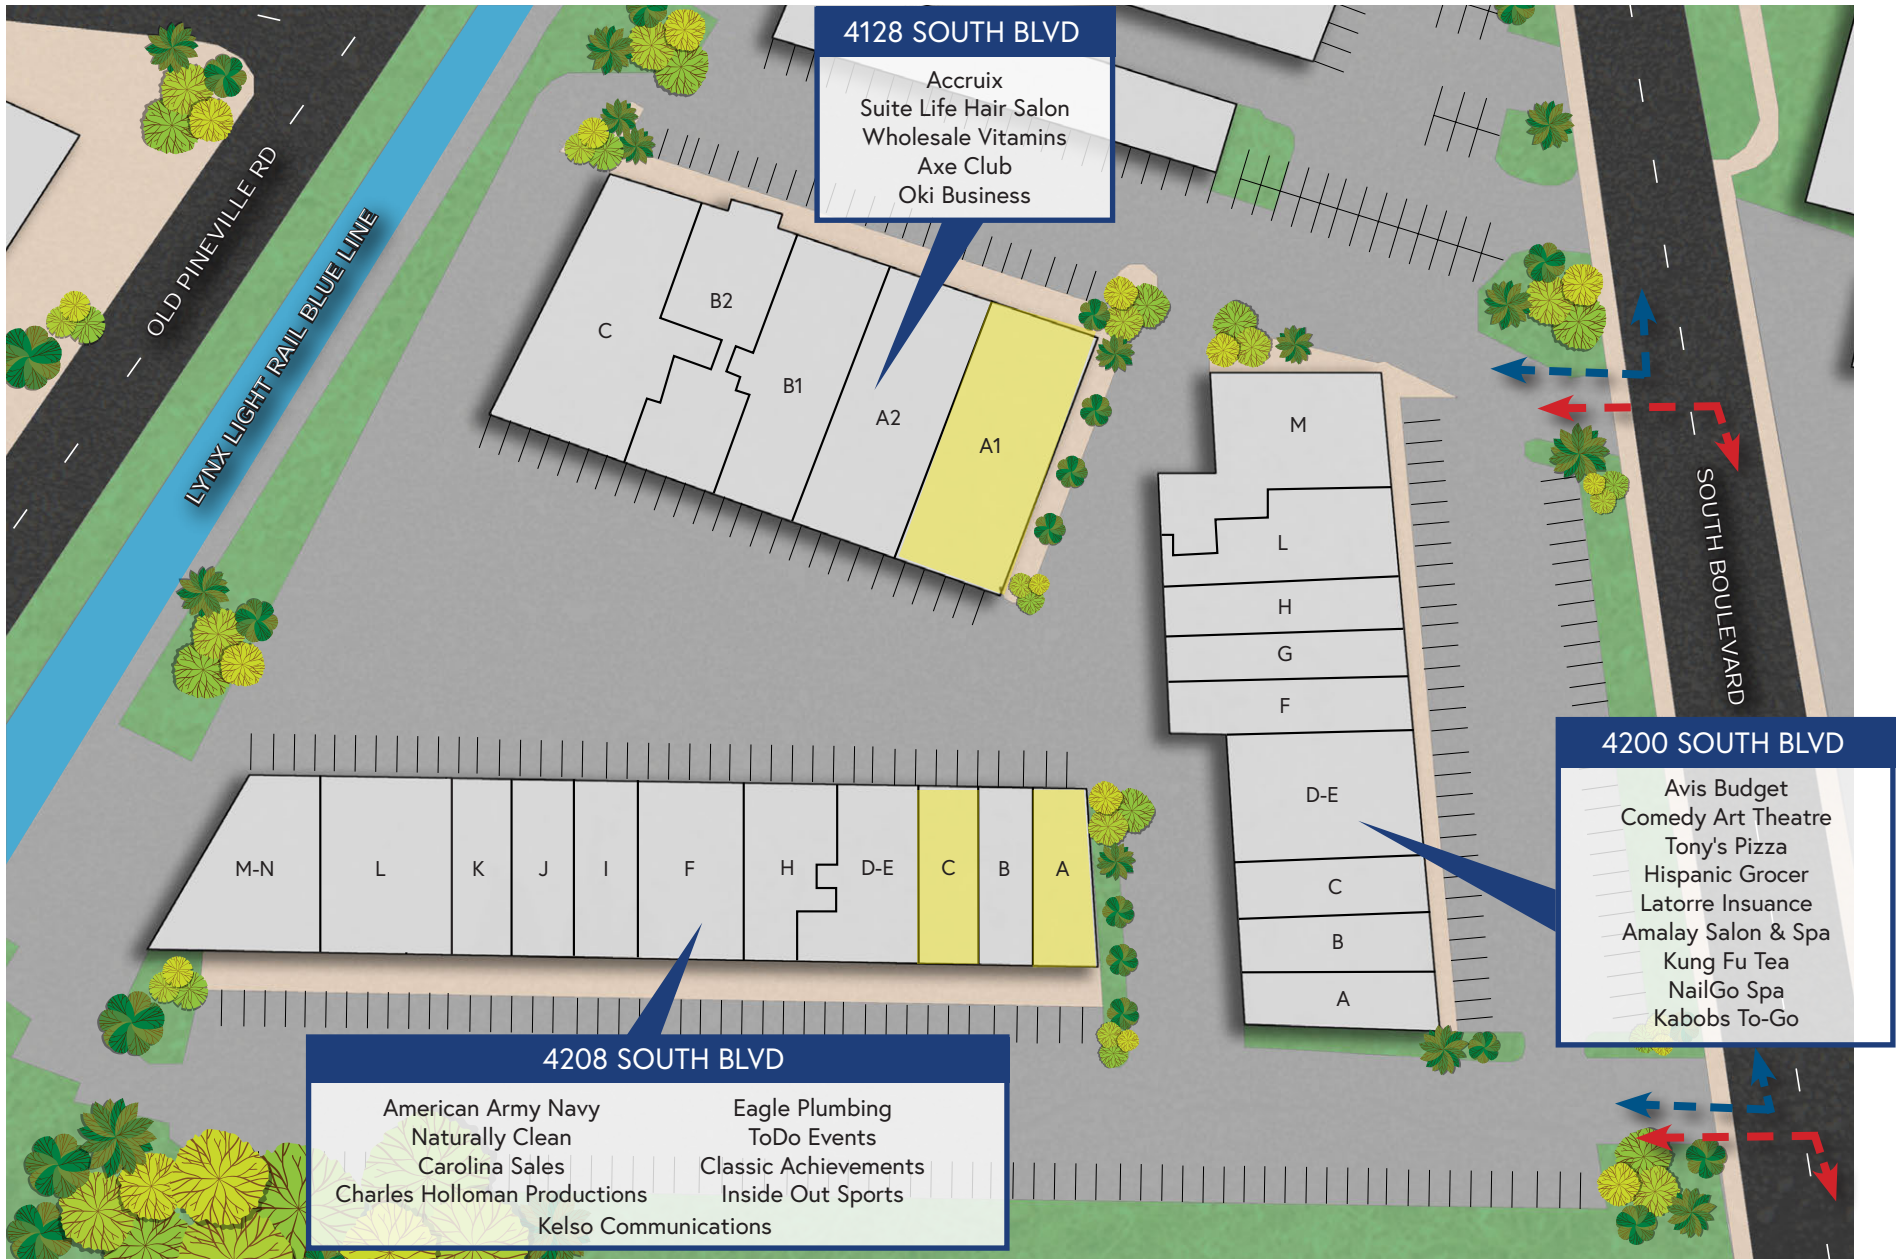 4128 SOUTH BLVD
Accruix
Suite Life Hair Salon
Wholesale Vitamins
Axe Club
Oki Business
OLD PINEVILLE RD
LYNX LIGHT RAIL BLUE LINE
C
B2
B1
A2
A1
M
L
H
G
F
D-E
C
B
A
SOUTH BOULEVARD
4200 SOUTH BLVD
Avis Budget
Comedy Art Theatre
Tony's Pizza
Hispanic Grocer
Latorre Insuance
Amalay Salon & Spa
Kung Fu Tea
NailGo Spa
Kabobs To-Go
M-N
L
K
J
I
F
H
D-E
C
B
A
4208 SOUTH BLVD
American Army Navy
Naturally Clean
Carolina Sales
Charles Holloman Productions
Eagle Plumbing
ToDo Events
Classic Achievements
Inside Out Sports
Kelso Communications